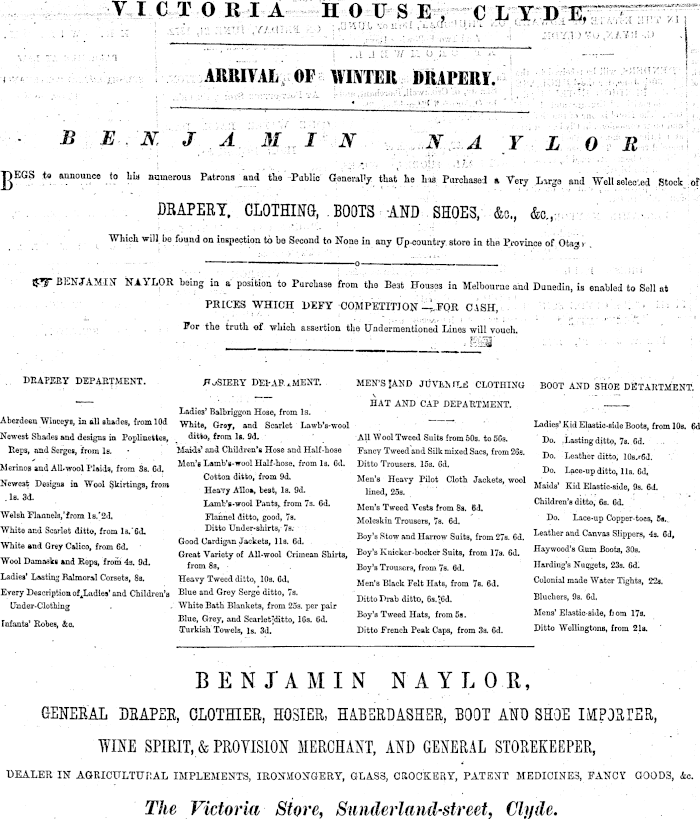 VICTORIA HOUSE, CLYDE,
ARRIVAL OF WINTER DRAPERY.
BENJAMIN NAYLOR
BEGS to announce to his numerous Patrons and the Public Generally that he has Purchased a Very Large and Well selected Stock of
DRAPERY, CLOTHING, BOOTS AND SHOES, &c., &c.,
Which will be found on inspection to be Second to None in any Up-country store in the Province of Otago.
BENJAMIN NAYLOR being in a position to Purchase from the Best Houses in Melbourne and Dunedin, is enabled to Sell at
PRICES WHICH DEFY COMPETITION—FOR CASH,
For the truth of which assertion the Undermentioned Lines will vouch.
DRAPERY DEPARTMENT.
Aberdeen Winceys, in all shades, from 10d
Newest Shades and designs in Poplinettes,
Reps, and Serges, from 1s.
Merinos and All-wool Plaids, from 3s. 6d.
Newest Designs in Wool Skirtings, from
1s. 3d.
Welsh Flannels, from 1s. 2d.
White and Scarlet ditto, from 1s. 6d.
White and Grey Calico, from 6d.
Wool Damasks and Reps, from 4s. 9d.
Ladies' Lasting Balmoral Corsets, 8s.
Every Description of Ladies' and Children's
Under-Clothing
Infants' Robes, &c.
HOSIERY DEPARTMENT.
Ladies' Balbriggon Hose, from 1s.
White, Grey, and Scarlet Lawb's-wool
ditto, from 1s. 9d.
Maids' and Children's Hose and Half-hose
Men's Lamb's-wool Half-hose, from 1s. 6d.
Cotton ditto, from 9d.
Heavy Alloa, best, 1s. 9d.
Lamb's-wool Pants, from 7s. 6d.
Flannel ditto, good, 7s.
Ditto Under-shirts, 7s.
Good Cardigan Jackets, 11s. 6d.
Great Variety of All-wool Crimean Shirts,
from 8s,
Heavy Tweed ditto, 10s. 6d.
Blue and Grey Serge ditto, 7s.
White Bath Blankets, from 25s. per pair
Blue, Grey, and Scarlet ditto, 16s. 6d.
Turkish Towels, 1s. 3d.
MEN'S AND JUVENILE CLOTHING
HAT AND CAP DEPARTMENT.
All Wool Tweed Suits from 50s. to 56s.
Fancy Tweed and Silk mixed Sacs, from 26s.
Ditto Trousers. 15s. 6d.
Men's Heavy Pilot Cloth Jackets, wool
lined, 25s.
Men's Tweed Vests from 8s. 6d.
Moleskin Trousers, 7s. 6d.
Boy's Stow and Harrow Suits, from 27s. 6d.
Boy's Knicker-bocker Suits, from 17s. 6d.
Boy's Trousers, from 7s. 6d.
Men's Black Felt Hats, from 7s. 6d.
Ditto Drab ditto, 6s. 6d.
Boy's Tweed Hats, from 5s.
Ditto French Peak Caps, from 3s. 6d.
BOOT AND SHOE DETARTMENT.
Ladies' Kid Elastic-side Boots, from 10s. 6d
Do. Lasting ditto, 7s. 6d.
Do. Leather ditto, 10s. 6d.
Do. Lace-up ditto, 11s. 6d,
Maids' Kid Elastic-side, 9s. 6d.
Children's ditto, 6s. 6d.
Do. Lace-up Copper-toes, 5s.
Leather and Canvas Slippers, 4s. 6d,
Haywood's Gum Boots, 30s.
Harding's Nuggets, 23s. 6d.
Colonial made Water Tights, 22s.
Bluchers, 9s. 6d.
Mens' Elastic-side, from 17s.
Ditto Wellingtons, from 21s.
BENJAMIN NAYLOR,
GENERAL DRAPER, CLOTHIER, HOSIER, HABERDASHER, BOOT AND SHOE IMPORTER,
WINE SPIRIT, & PROVISION MERCHANT, AND GENERAL STOREKEEPER,
DEALER IN AGRICULTURAL IMPLEMENTS, IRONMONGERY, GLASS, CROCKERY, PATENT MEDICINES, FANCY GOODS, &c.
The Victoria Store, Sunderland-street, Clyde.